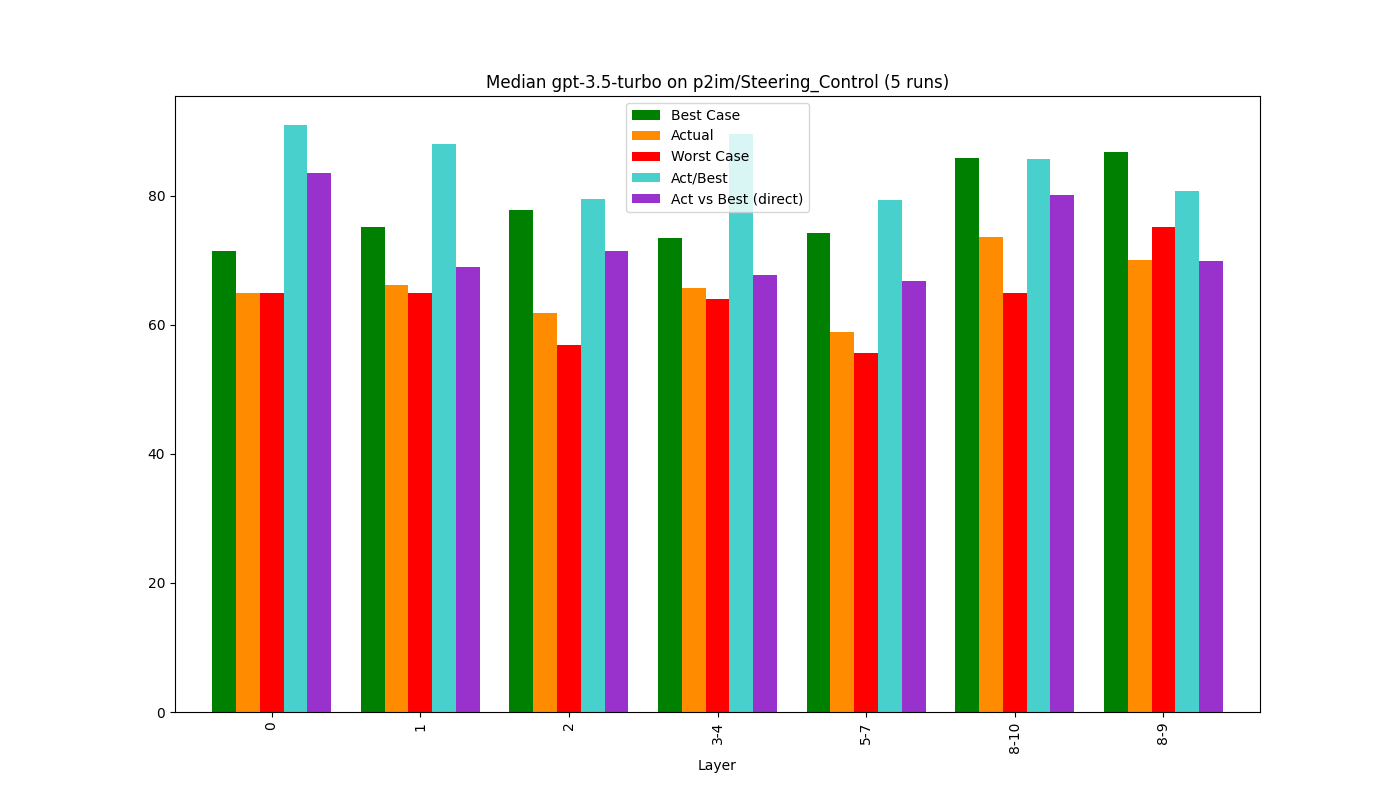 Median gpt-3.5-turbo on p2im/Steering_Control (5 runs)
Best Case
Actual
Worst Case
Act/Best
Act vs Best (direct)
80
60
40
20
0
0
1
2
3-4
5-7
8-10
8-9
Layer